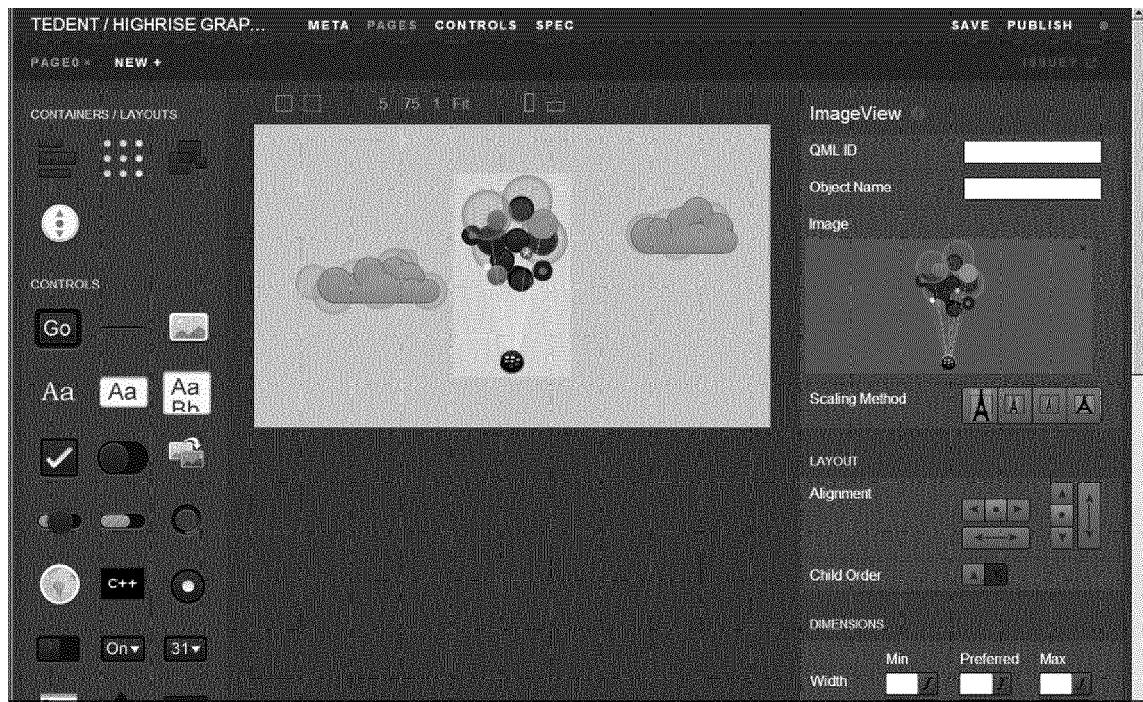 TEDENT / HIGHRISE GRAP...
META PAGES CONTROLS SPEC
SAVE PUBLISH
PAGE0 × NEW +
ISSUE?
CONTAINERS / LAYOUTS
.5 .75 1 Fit
ImageView
QML ID
Object Name
Image
CONTROLS
Go
Aa Aa Aa
Bb
Scaling Method
LAYOUT
Alignment
C++
Child Order
DIMENSIONS
On 31
Min Preferred Max
Width